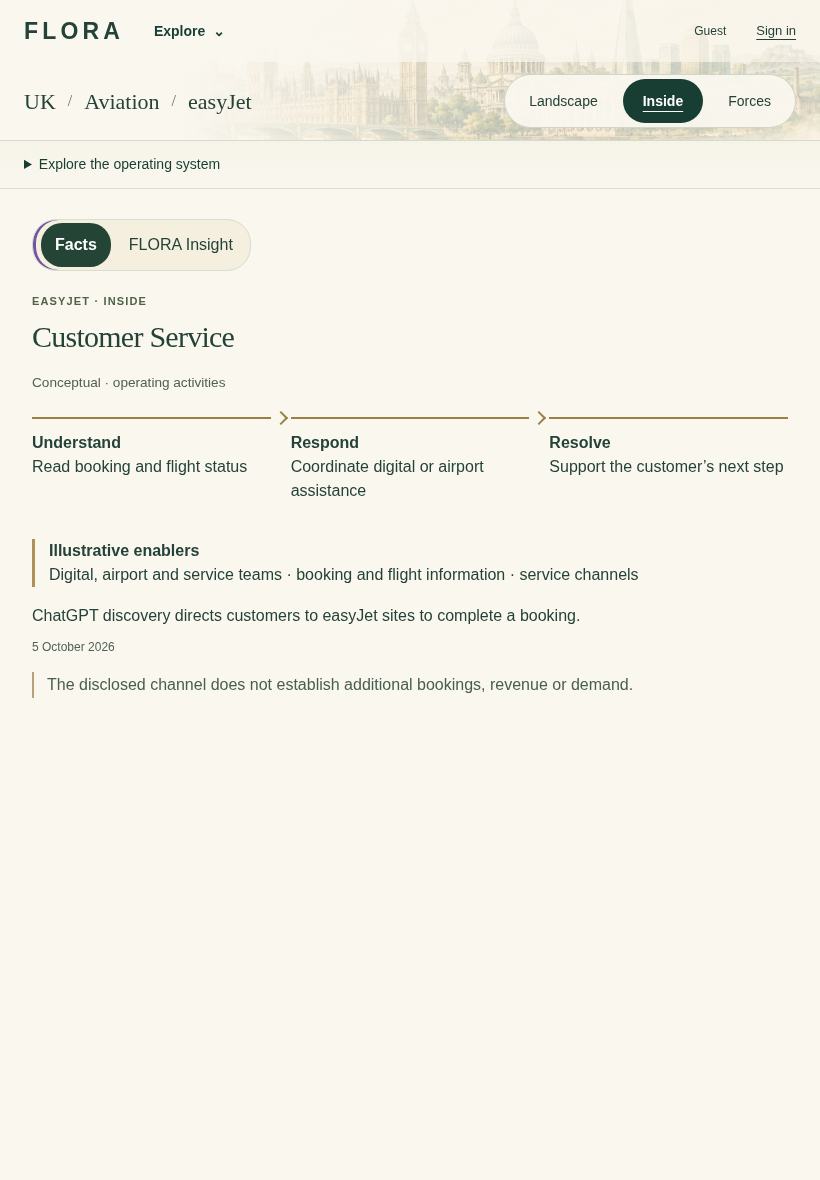 FLORA
Explore
Guest
Sign in
UK / Aviation / easyJet
Landscape
Inside
Forces
Explore the operating system
Facts
FLORA Insight
EASYJET · INSIDE
Customer Service
Conceptual · operating activities
Understand
Read booking and flight status
Respond
Coordinate digital or airport
assistance
Resolve
Support the customer’s next step
Illustrative enablers
Digital, airport and service teams · booking and flight information · service channels
ChatGPT discovery directs customers to easyJet sites to complete a booking.
5 October 2026
The disclosed channel does not establish additional bookings, revenue or demand.